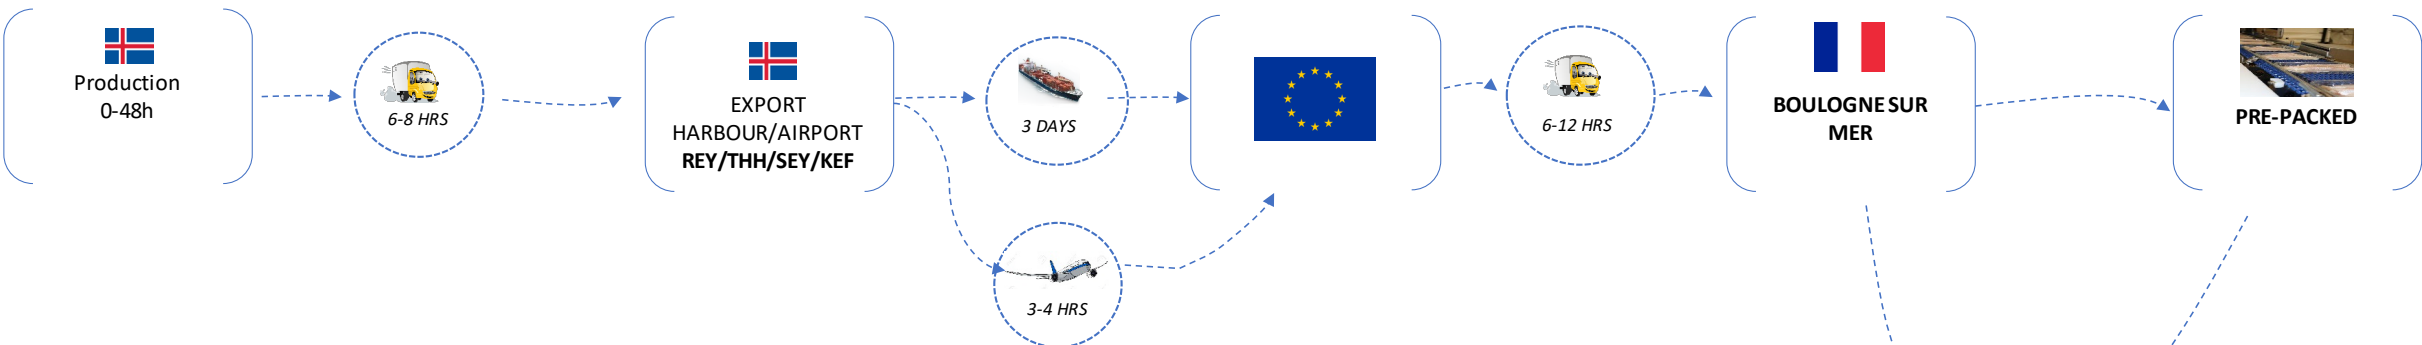 Production
0-48h
6-8 HRS
EXPORT
HARBOUR/AIRPORT
REY/THH/SEY/KEF
3 DAYS
3-4 HRS
6-12 HRS
BOULOGNE SUR
MER
PRE-PACKED